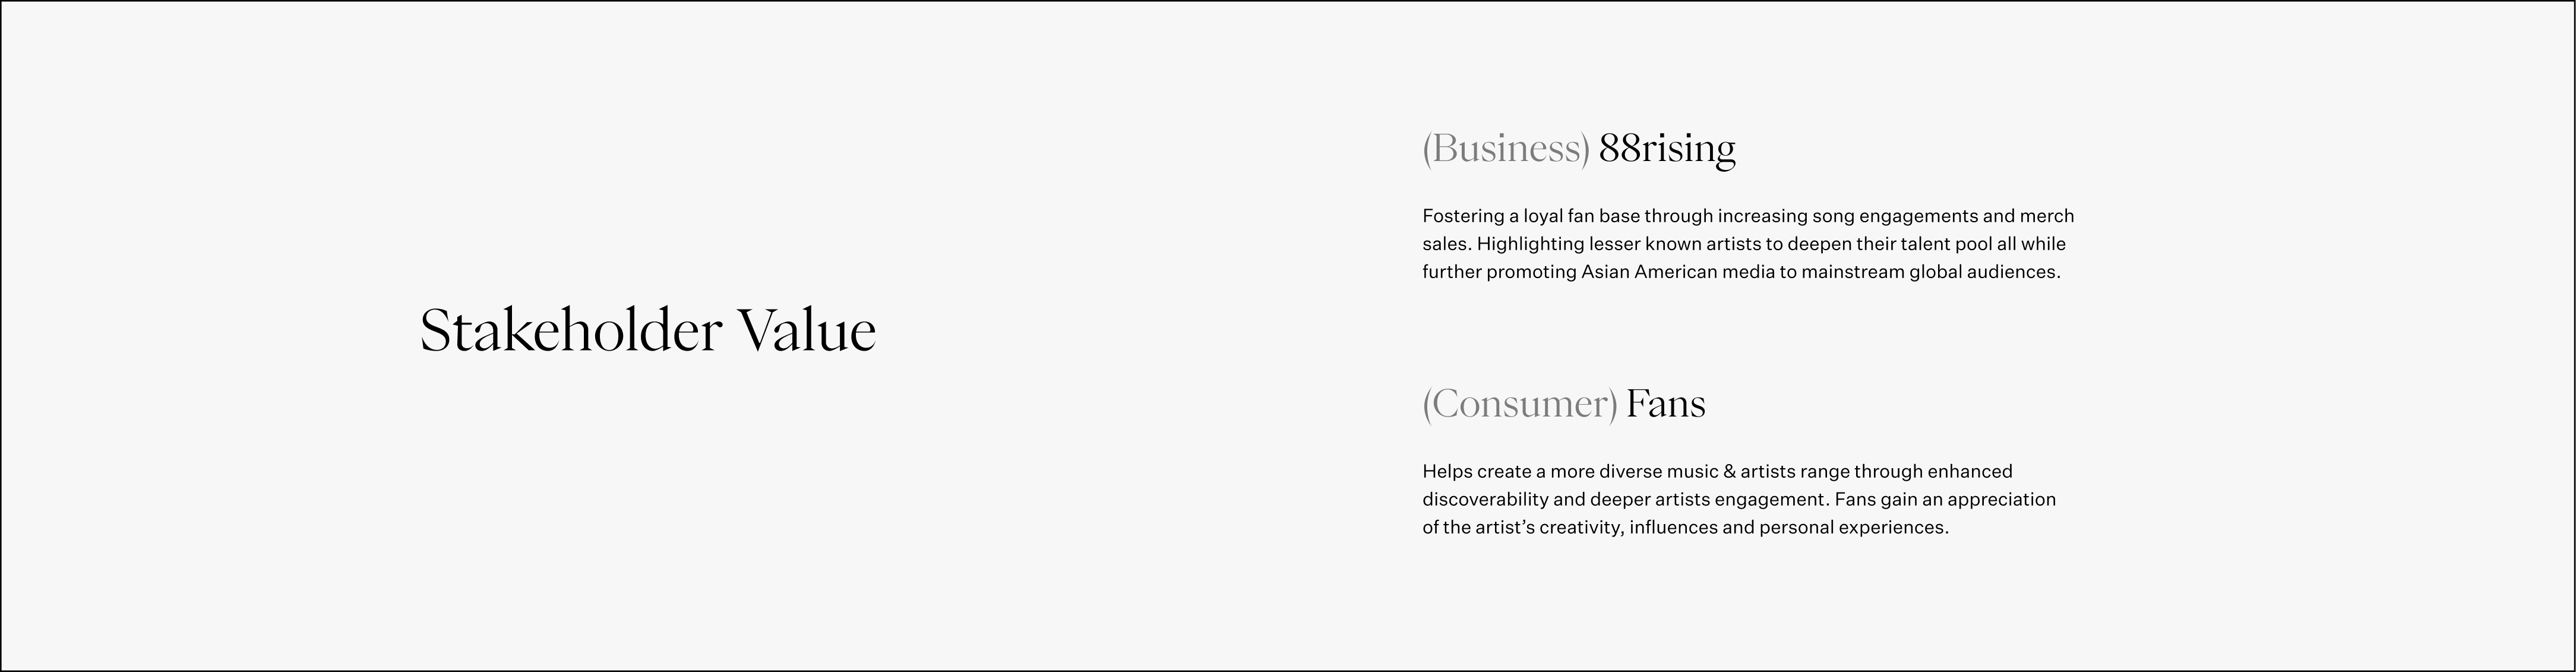 Stakeholder Value
(Business) 88rising
Fostering a loyal fan base through increasing song engagements and merch
sales. Highlighting lesser known artists to deepen their talent pool all while
further promoting Asian American media to mainstream global audiences.
(Consumer) Fans
Helps create a more diverse music & artists range through enhanced
discoverability and deeper artists engagement. Fans gain an appreciation
of the artist’s creativity, influences and personal experiences.